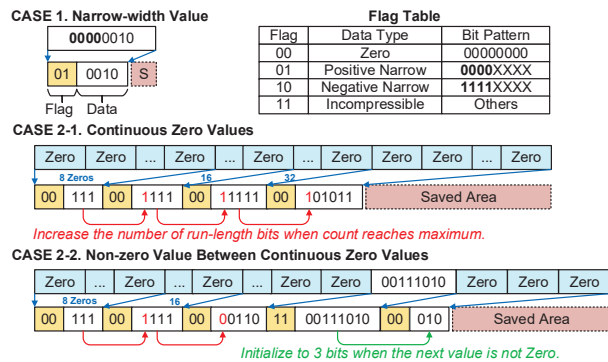 CASE 1. Narrow-width Value
00000010
01 0010 S
Flag Data
Flag Table
Flag Data Type Bit Pattern
00 Zero 00000000
01 Positive Narrow 0000XXXX
10 Negative Narrow 1111XXXX
11 Incompressible Others
CASE 2-1. Continuous Zero Values
Zero Zero ... Zero Zero ... Zero Zero Zero ... Zero
8 Zeros 16 32
00 111 00 1111 00 11111 00 101011 Saved Area
Increase the number of run-length bits when count reaches maximum.
CASE 2-2. Non-zero Value Between Continuous Zero Values
Zero ... Zero Zero ... Zero Zero 00111010 Zero Zero Zero
8 Zeros 16
00 111 00 1111 00 00110 11 00111010 00 010 Saved Area
Initialize to 3 bits when the next value is not Zero.